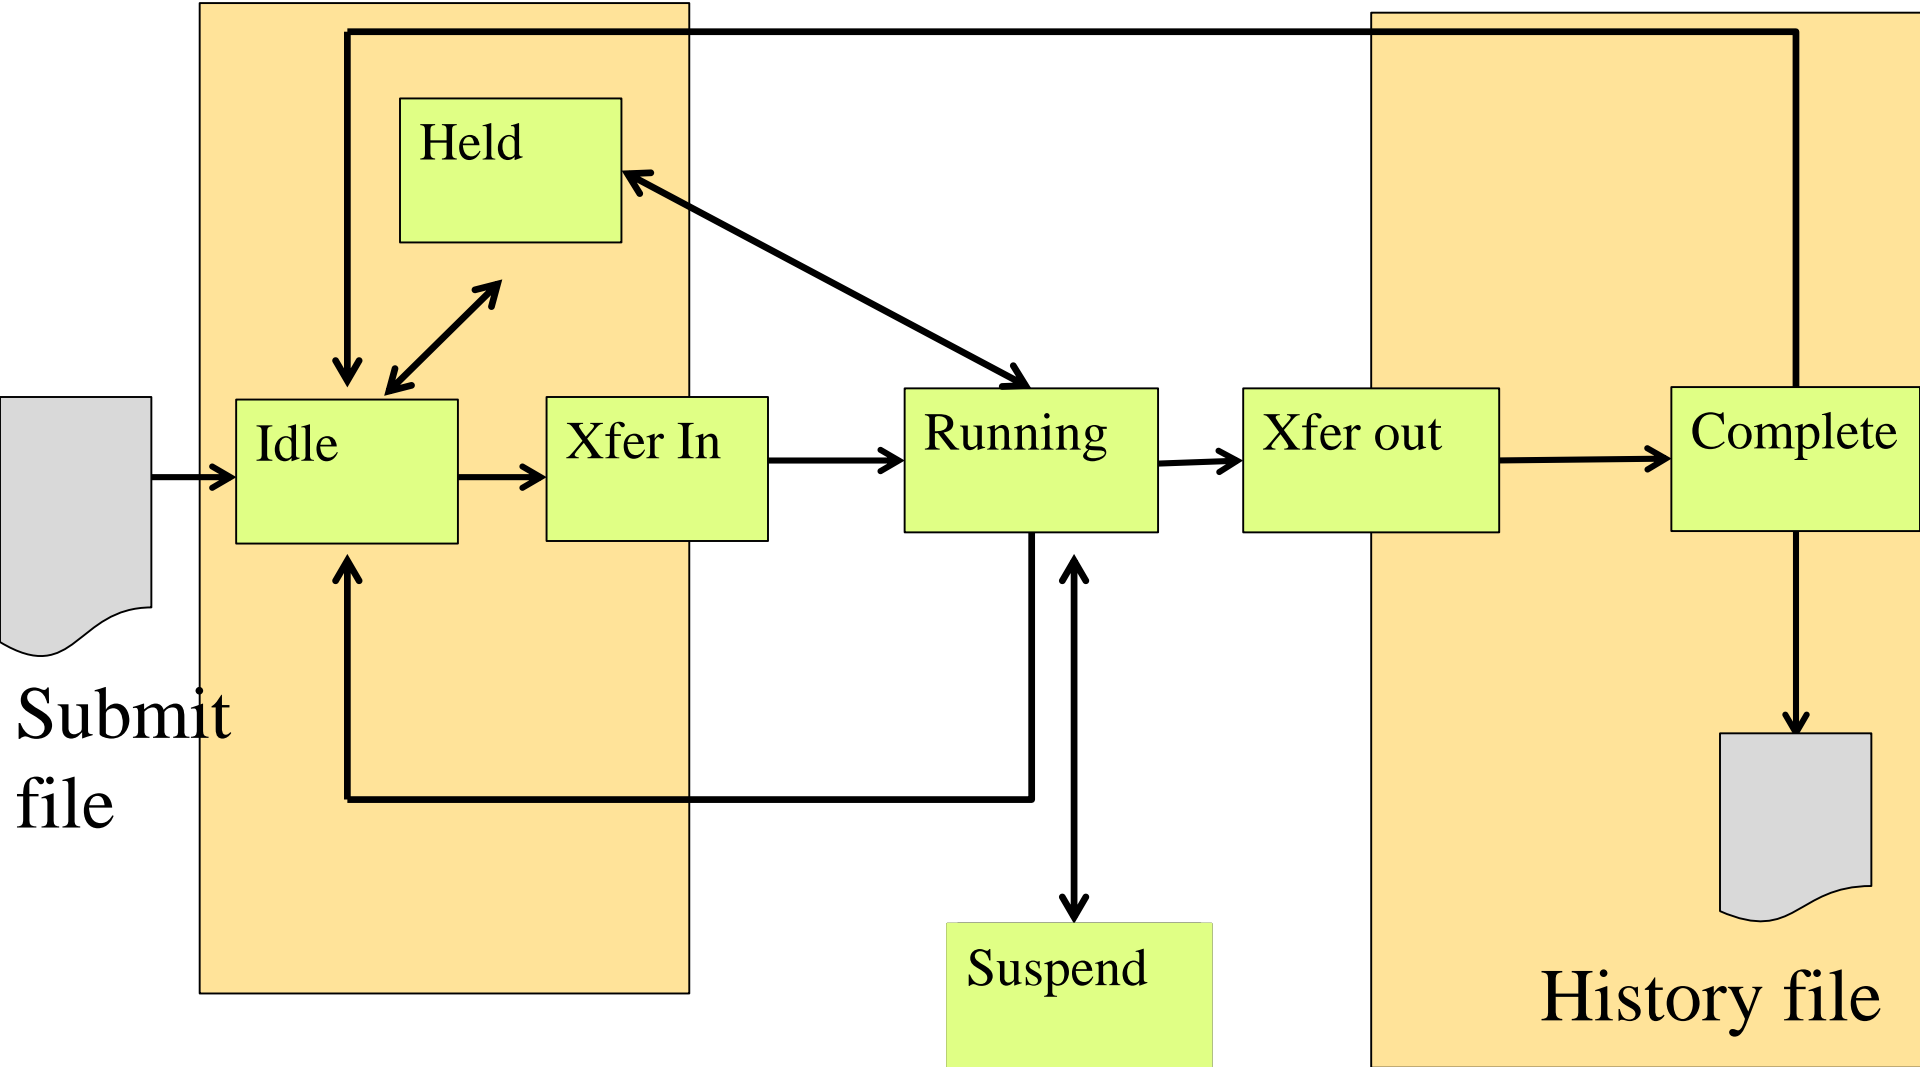 Held
Idle
Xfer In
Running
Xfer out
Complete
Submit
file
Suspend
History file